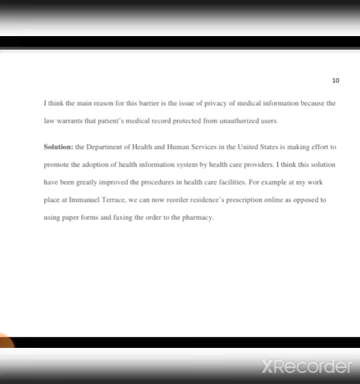 10
I think the main reason for this barrier is the issue of privacy of medical information because the
law warrants that patient's medical record protected from unauthorized users.
Solution: the Department of Health and Human Services in the United States is making effort to
promote the adoption of health information system by health care providers. I think this solution
have been greatly improved the procedures in health care facilities. For example at my work
place at Immanuel Terrace, we can now reorder residence's prescription online as opposed to
using paper forms and faxing the order to the pharmacy.
XRecorder